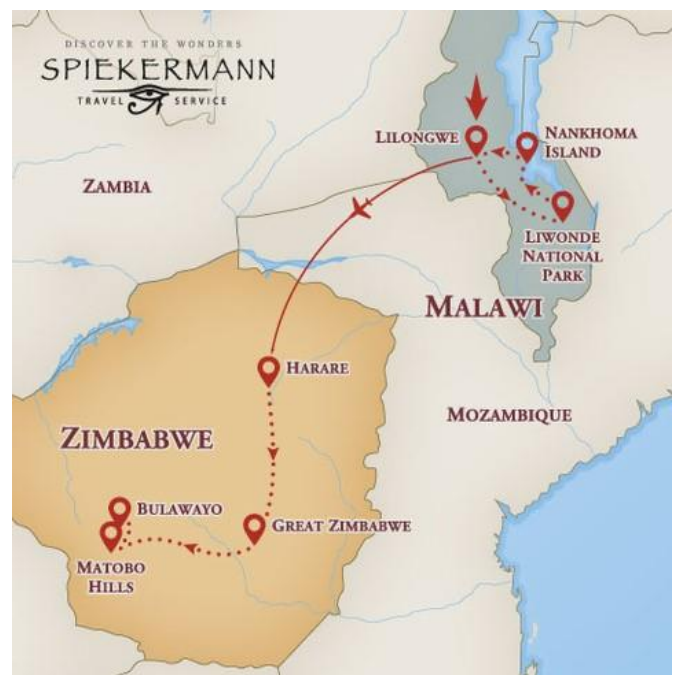 DISCOVER THE WONDERS
SPIEKERMANN
TRAVEL SERVICE
LILONGWE
NANKHOMA
ISLAND
ZAMBIA
LIWONDE
NATIONAL
PARK
MALAWI
HARARE
MOZAMBIQUE
ZIMBABWE
BULAWAYO
GREAT ZIMBABWE
MATOBO
HILLS